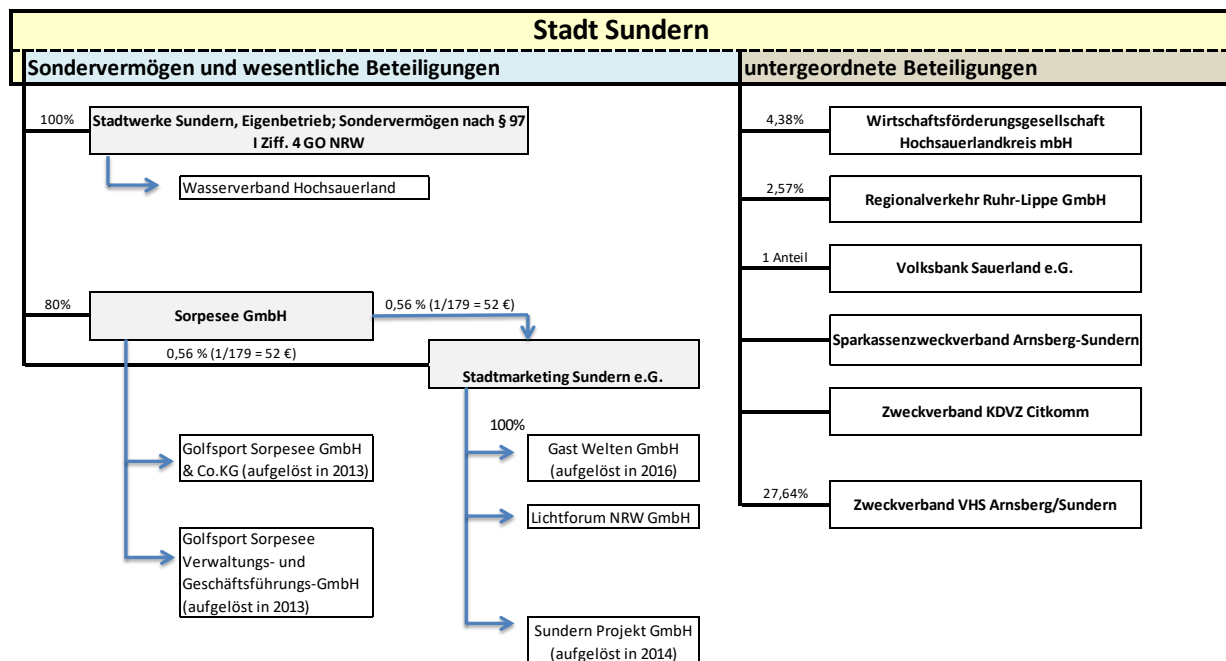 Stadt Sundern
Sondervermögen und wesentliche Beteiligungen
100%
Stadtwerke Sundern, Eigenbetrieb; Sondervermögen nach § 97
I Ziff. 4 GO NRW
Wasserverband Hochsauerland
80%
Sorpesee GmbH
0,56 % (1/179 = 52 €)
0,56 % (1/179 = 52 €)
Stadtmarketing Sundern e.G.
Golfsport Sorpesee GmbH
& Co.KG (aufgelöst in 2013)
Golfsport Sorpesee
Verwaltungs- und
Geschäftsführungs-GmbH
(aufgelöst in 2013)
100%
Gast Welten GmbH
(aufgelöst in 2016)
Lichtforum NRW GmbH
Sundern Projekt GmbH
(aufgelöst in 2014)
untergeordnete Beteiligungen
4,38%
Wirtschaftsförderungsgesellschaft
Hochsauerlandkreis mbH
2,57%
Regionalverkehr Ruhr-Lippe GmbH
1 Anteil
Volksbank Sauerland e.G.
Sparkassenzweckverband Arnsberg-Sundern
Zweckverband KDVZ Citkomm
27,64%
Zweckverband VHS Arnsberg/Sundern